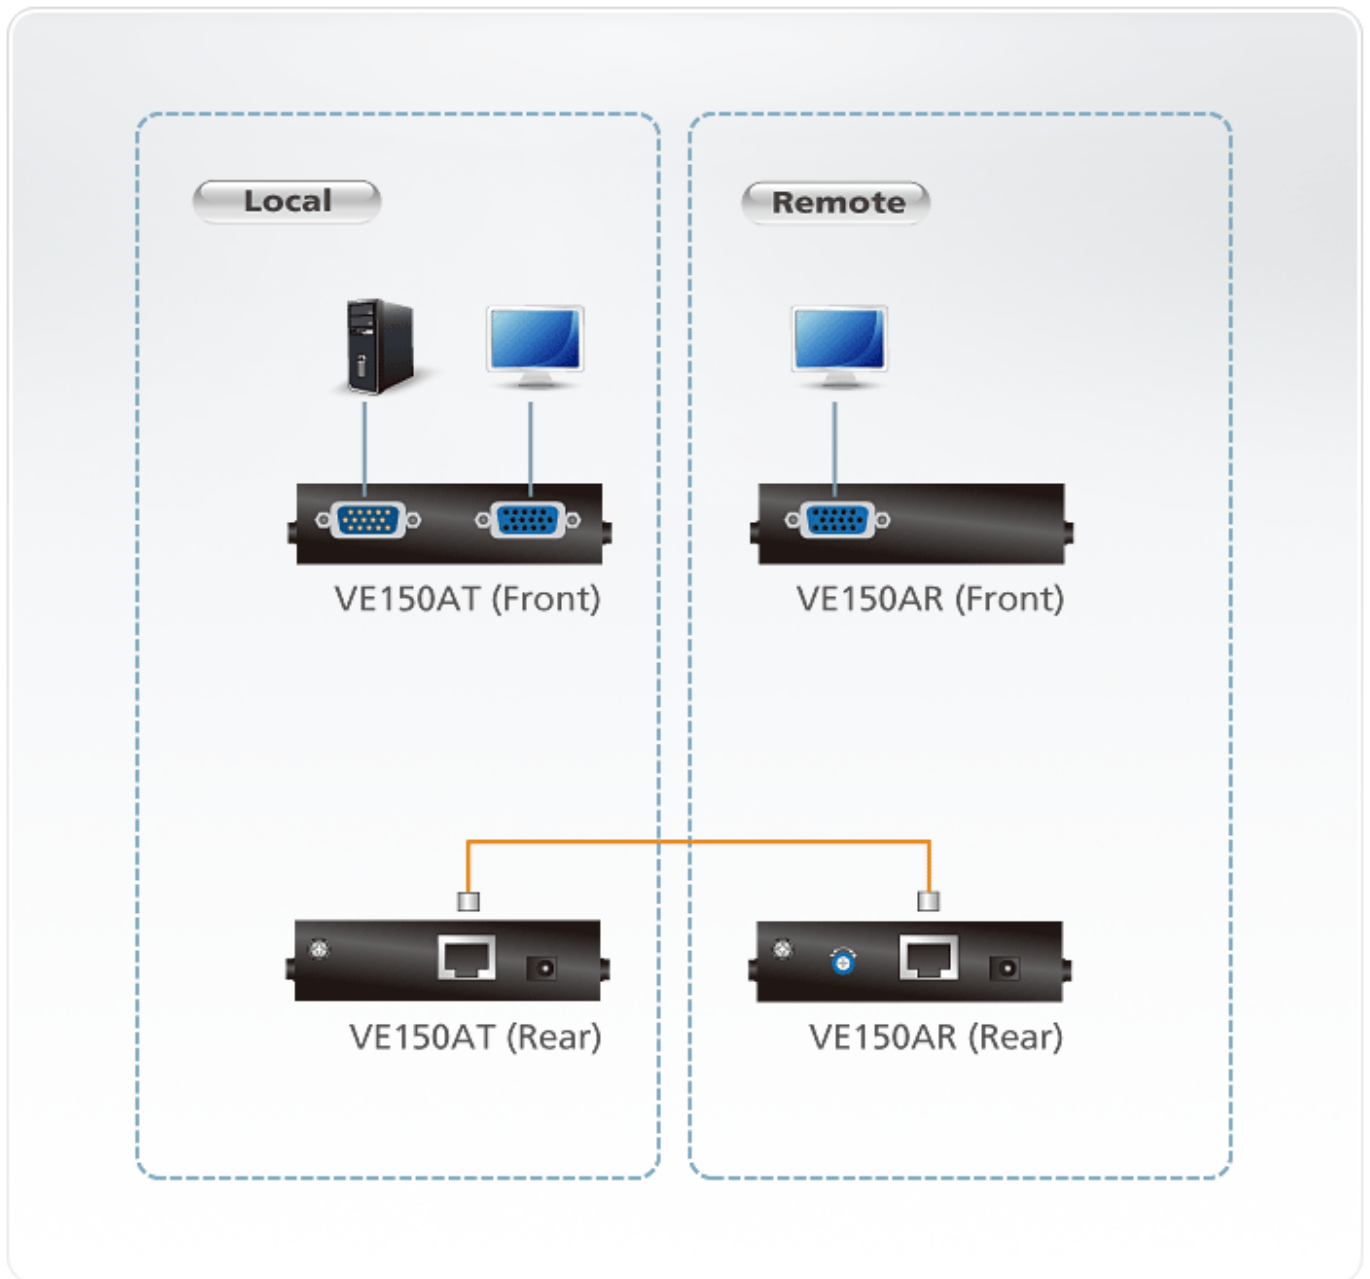 Local
Remote
VE150AT (Front)
VE150AR (Front)
VE150AT (Rear)
VE150AR (Rear)